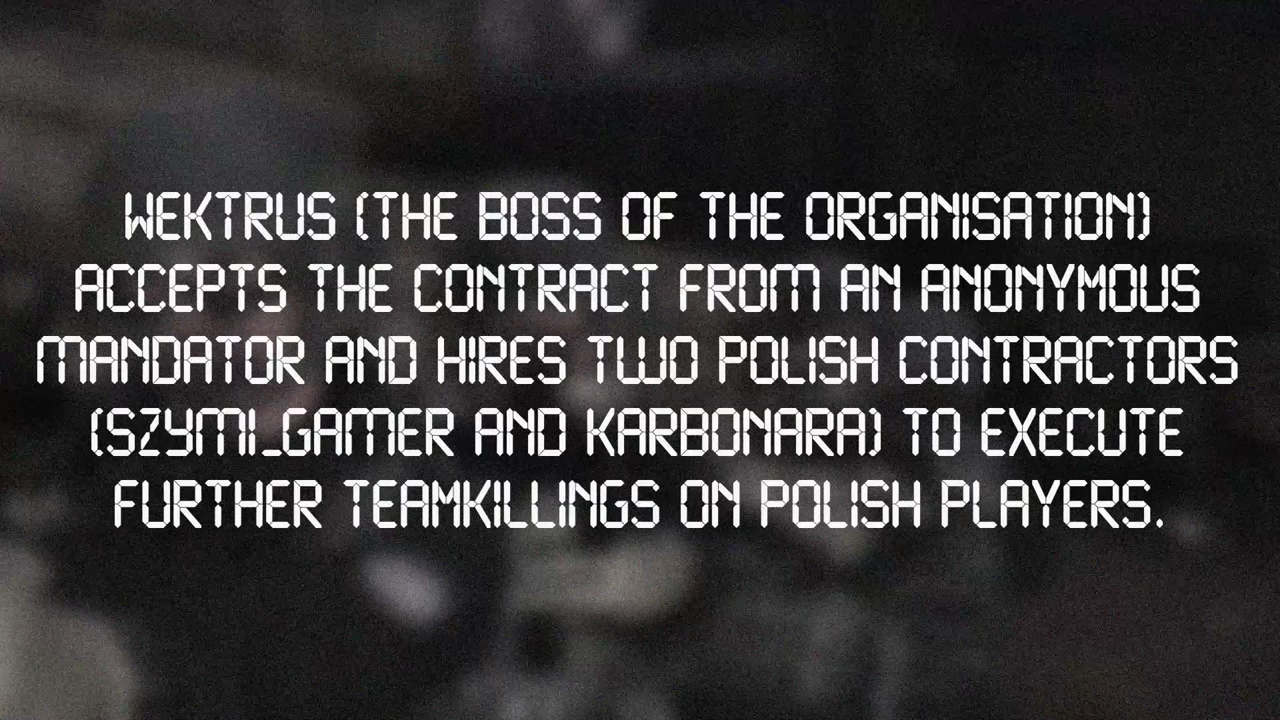 WEKTRUS (THE BOSS OF THE ORGANISATION)
ACCEPTS THE CONTRACT FROM AN ANONYMOUS
MANDATOR AND HIRES TWO POLISH CONTRACTORS
(SZYMI_GAMER AND KARBONARA) TO EXECUTE
FURTHER TEAMKILLINGS ON POLISH PLAYERS.